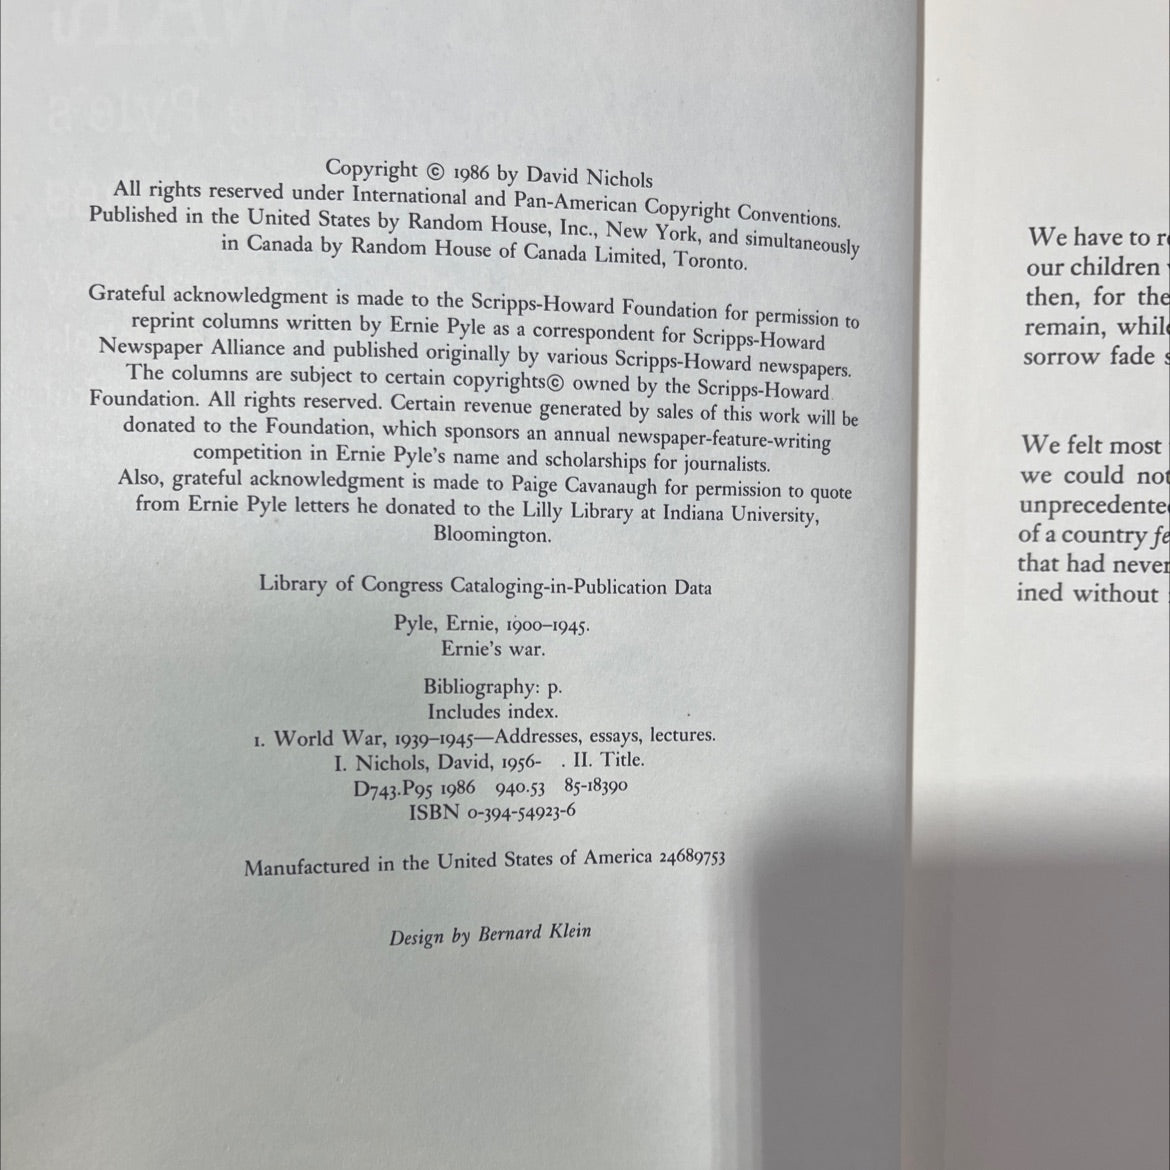 Copyright © 1986 by David Nichols
All rights reserved under International and Pan-American Copyright Conventions.
Published in the United States by Random House, Inc., New York, and simultaneously
in Canada by Random House of Canada Limited, Toronto.
Grateful acknowledgment is made to the Scripps-Howard Foundation for permission to
reprint columns written by Ernie Pyle as a correspondent for Scripps-Howard
Newspaper Alliance and published originally by various Scripps-Howard newspapers.
The columns are subject to certain copyrights© owned by the Scripps-Howard
Foundation. All rights reserved. Certain revenue generated by sales of this work will be
donated to the Foundation, which sponsors an annual newspaper-feature-writing
competition in Ernie Pyle's name and scholarships for journalists.
Also, grateful acknowledgment is made to Paige Cavanaugh for permission to quote
from Ernie Pyle letters he donated to the Lilly Library at Indiana University,
Bloomington.
Library of Congress Cataloging-in-Publication Data
Pyle, Ernie, 1900–1945.
Ernie's war.
Bibliography: p.
Includes index.
1. World War, 1939–1945—Addresses, essays, lectures.
I. Nichols, David, 1956- . II. Title.
D743.P95 1986 940.53 85-18390
ISBN 0-394-54923-6
Manufactured in the United States of America 24689753
Design by Bernard Klein
We have to
our children
then, for the
remain,
sorrow fade
We felt most
we could not
of a country
that had never
ined without